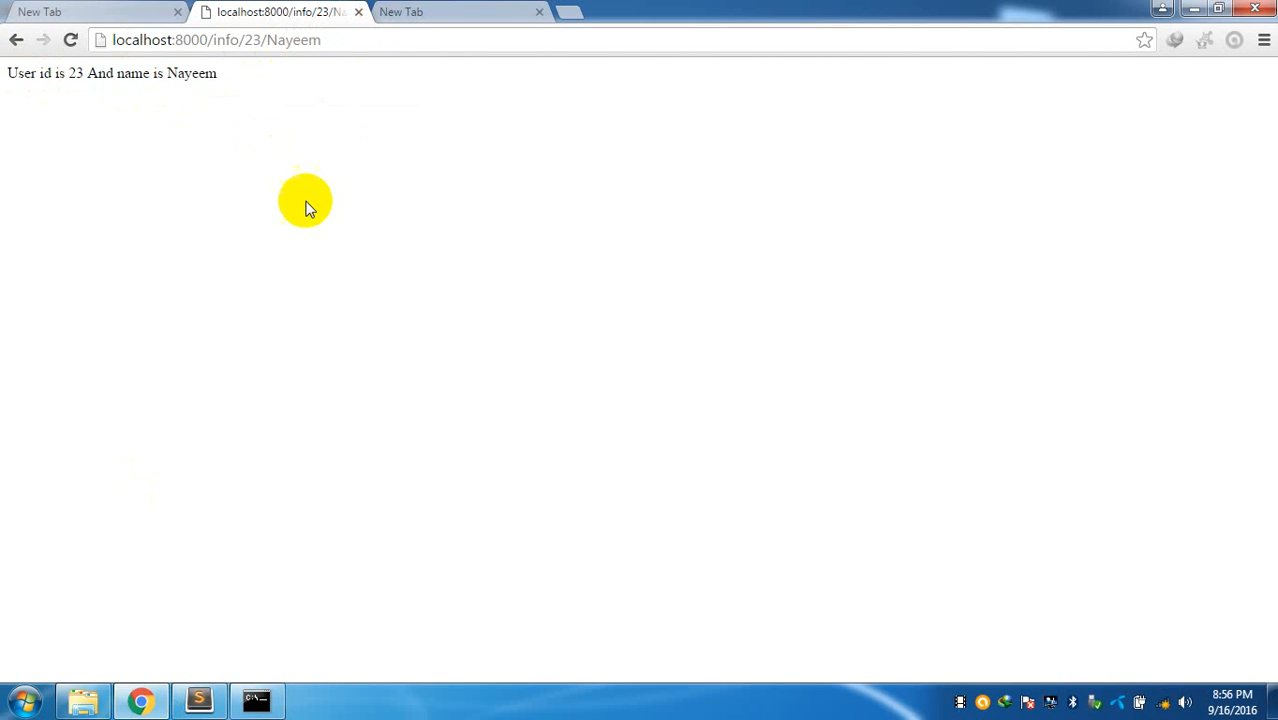 New Tab
localhost:8000/info/23/Na
New Tab
localhost:8000/info/23/Nayeem
User id is 23 And name is Nayeem
8:56 PM
9/16/2016